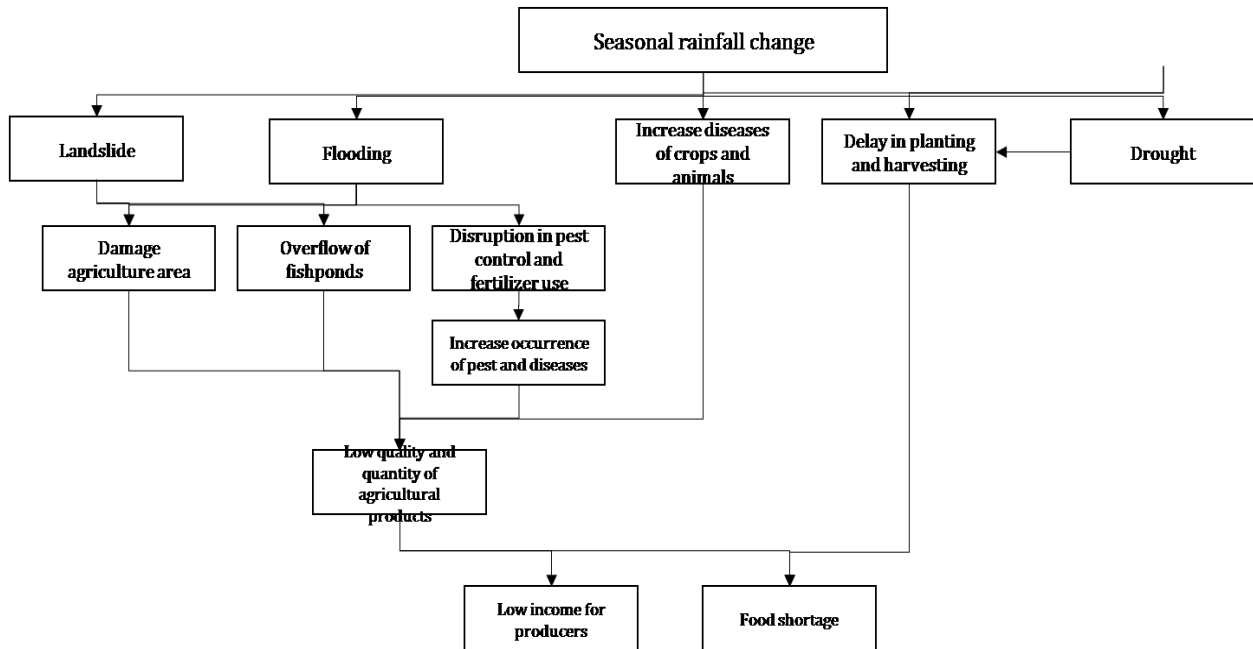 Seasonal rainfall change
Landslide
Flooding
Increase diseases
of crops and
animals
Delay in planting
and harvesting
Drought
Damage
agriculture area
Overflow of
fishponds
Disruption in pest
control and
fertilizer use
Increase occurrence
of pest and diseases
Low quality and
quantity of
agricultural
products
Low income for
producers
Food shortage